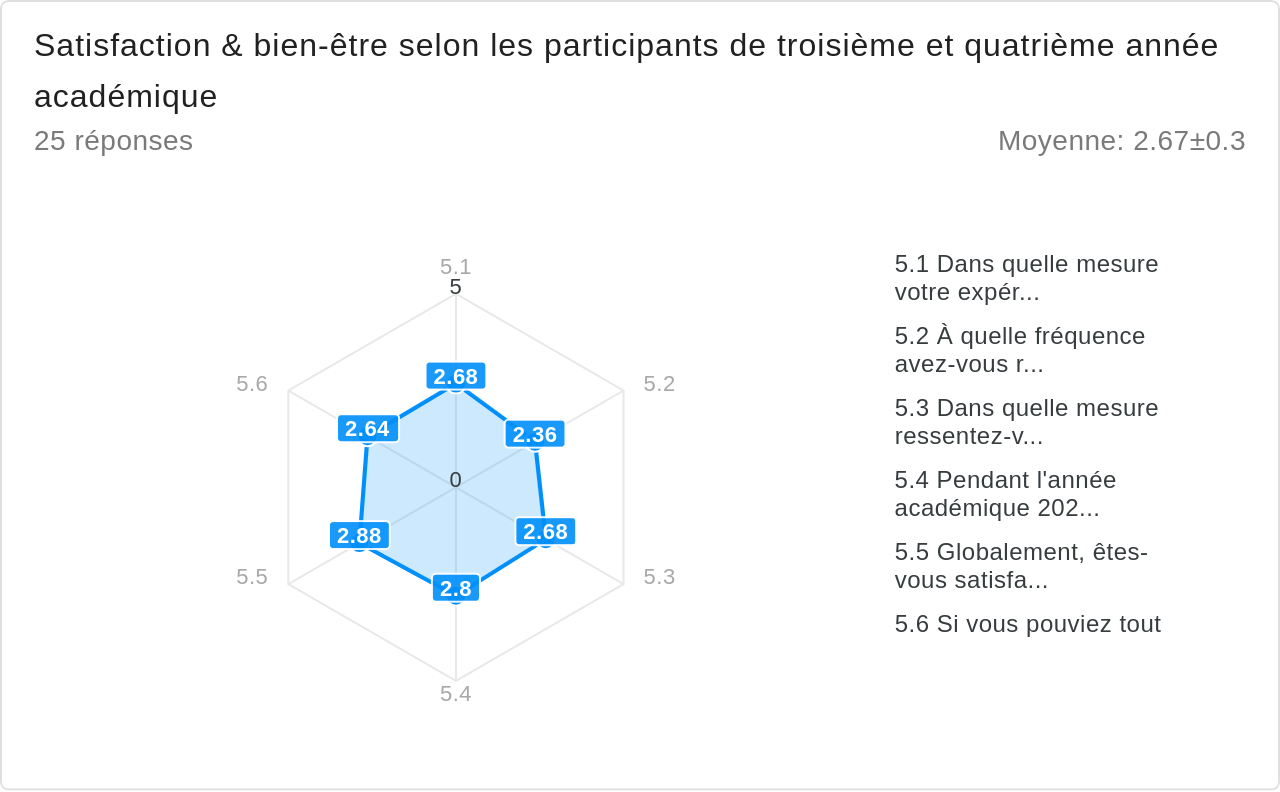 Satisfaction & bien-être selon les participants de troisième et quatrième année
académique
25 réponses
Moyenne: 2.67±0.3
5.1
5
5.6
5.2
2.68
2.64
2.36
0
2.88
2.68
2.8
5.5
5.3
5.4
5.1 Dans quelle mesure
votre expér...
5.2 À quelle fréquence
avez-vous r...
5.3 Dans quelle mesure
ressentez-v...
5.4 Pendant l'année
académique 202...
5.5 Globalement, êtes-
vous satisfa...
5.6 Si vous pouviez tout